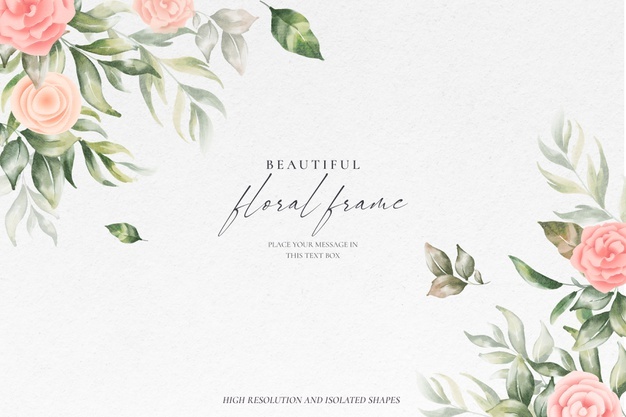 BEAUTIFUL
floral frame
PLACE YOUR MESSAGE IN
THIS TEXT BOX
HIGH RESOLUTION AND ISOLATED SHAPES